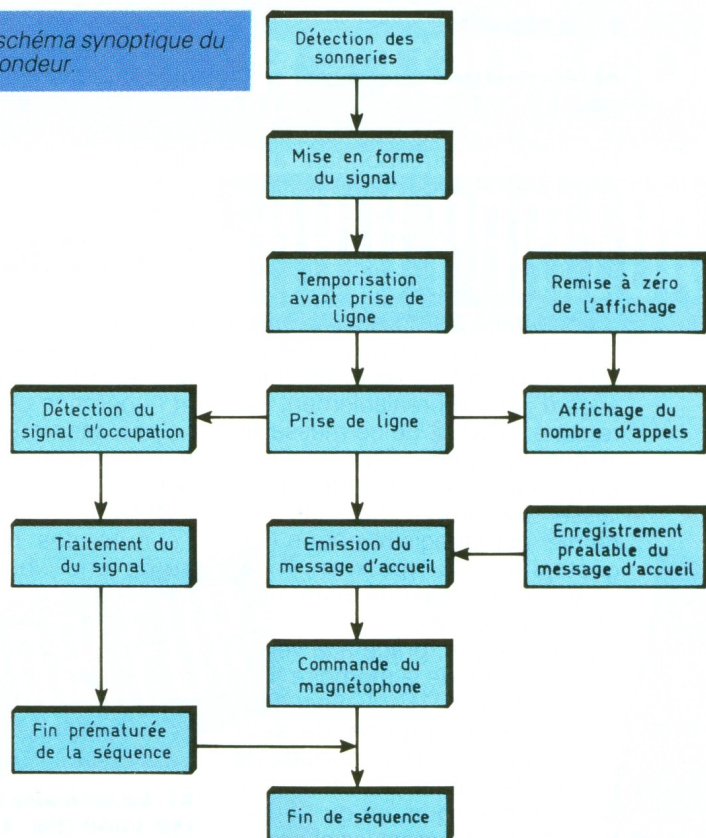 schéma synoptique du
ondeur.
Détection des
sonneries
Mise en forme
du signal
Temporisation
avant prise de
ligne
Remise à zéro
de l'affichage
Détection du
signal d'occupation
Prise de ligne
Affichage du
nombre d'appels
Traitement du
du signal
Emission du
message d'accueil
Enregistrement
préalable du
message d'accueil
Commande du
magnétophone
Fin prématurée
de la séquence
Fin de séquence